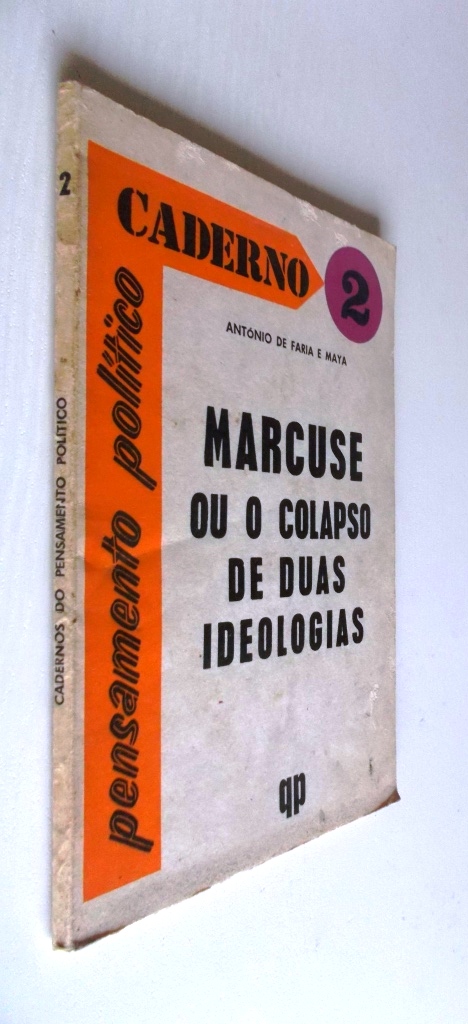 2
CADERNOS DO PENSAMENTO POLÍTICO
CADERNO 2
pensamento político
ANTÓNIO DE FARIA E MAYA
MARCUSE
OU O COLAPSO
DE DUAS
IDEOLOGIAS
qp